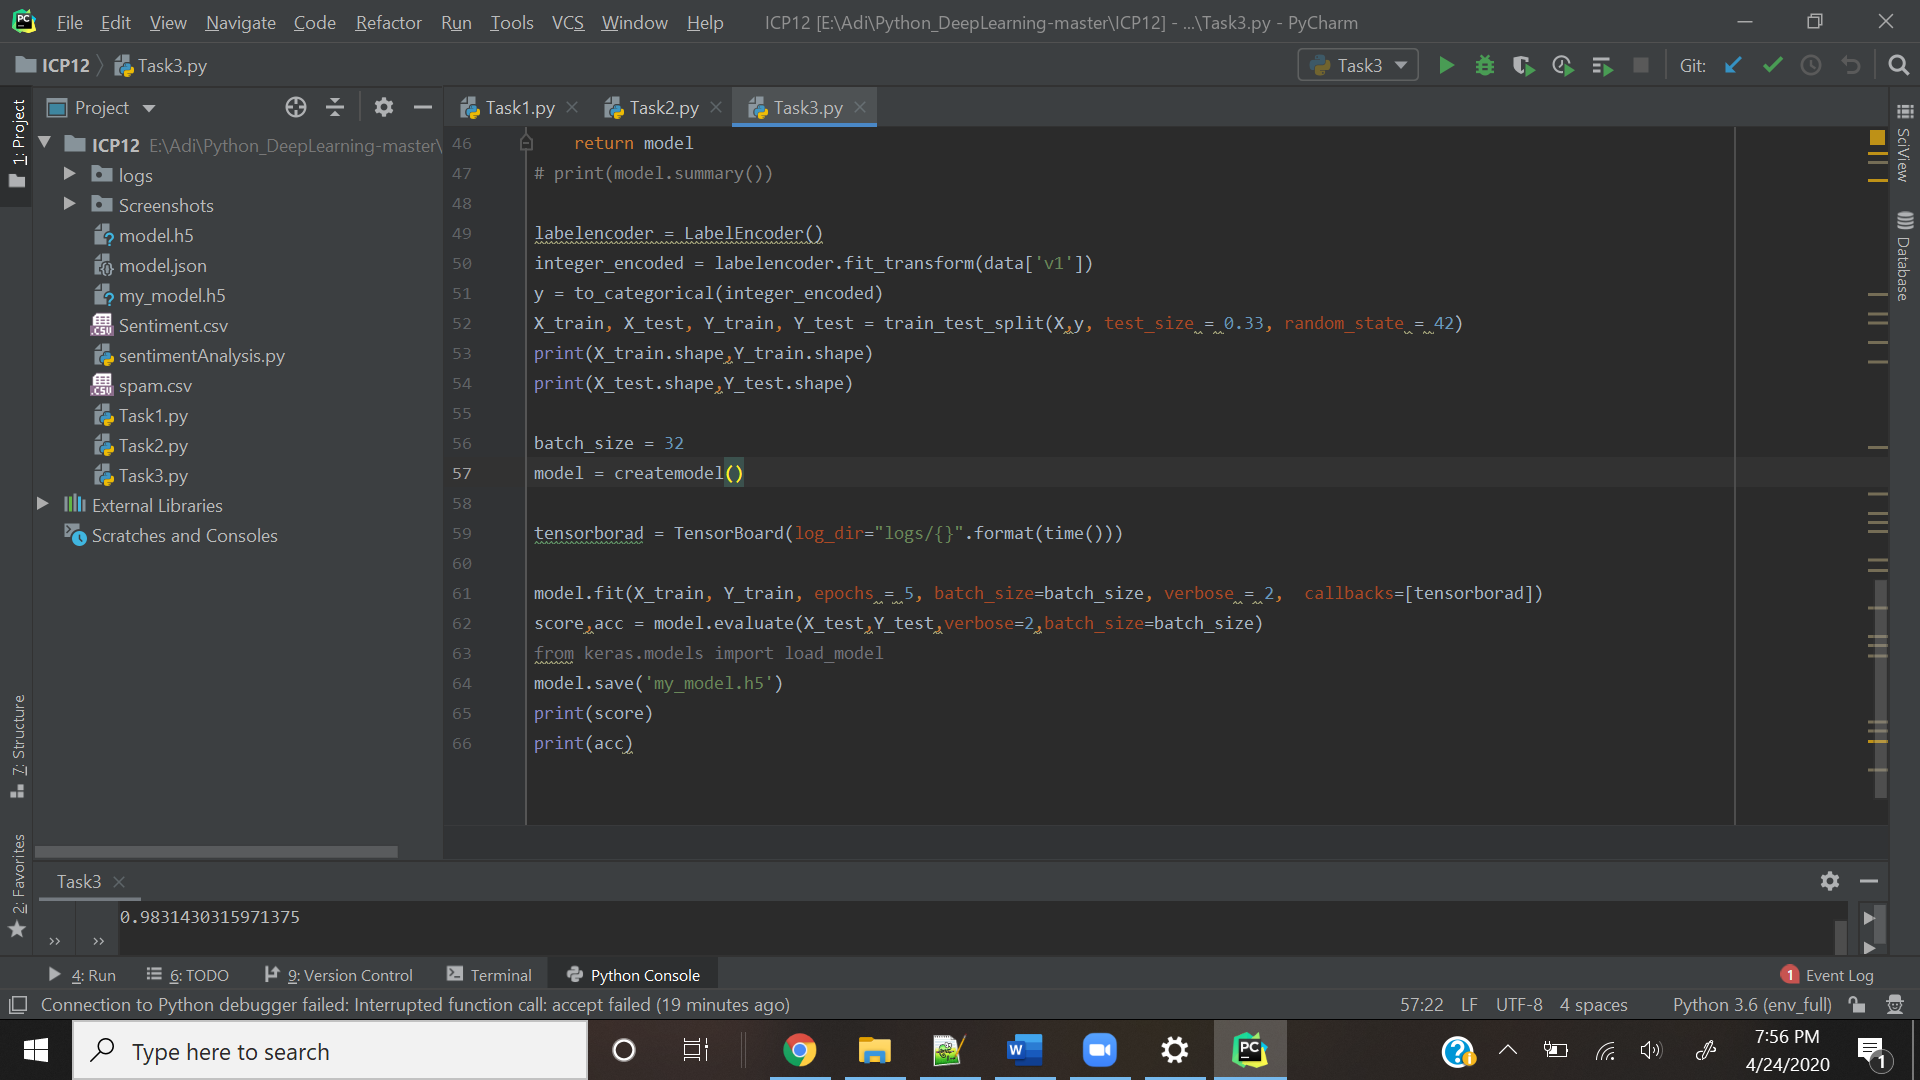 File Edit View Navigate Code Refactor Run Tools VCS Window Help ICP12 [E:\Adi\Python_DeepLearning-master\ICP12] - ...\Task3.py - PyCharm
ICP12 Task3.py Task3 Git:
1: Project
Project
Task1.py Task2.py Task3.py
ICP12 E:\Adi\Python_DeepLearning-master\
logs
Screenshots
model.h5
model.json
my_model.h5
Sentiment.csv
sentimentAnalysis.py
spam.csv
Task1.py
Task2.py
Task3.py
External Libraries
Scratches and Consoles
7: Structure
2: Favorites
46 return model
47 # print(model.summary())
48
49 labelencoder = LabelEncoder()
50 integer_encoded = labelencoder.fit_transform(data['v1'])
51 y = to_categorical(integer_encoded)
52 X_train, X_test, Y_train, Y_test = train_test_split(X,y, test_size = 0.33, random_state = 42)
53 print(X_train.shape,Y_train.shape)
54 print(X_test.shape,Y_test.shape)
55
56 batch_size = 32
57 model = createmodel()
58
59 tensorborad = TensorBoard(log_dir="logs/{}".format(time()))
60
61 model.fit(X_train, Y_train, epochs = 5, batch_size=batch_size, verbose = 2,  callbacks=[tensorborad])
62 score,acc = model.evaluate(X_test,Y_test,verbose=2,batch_size=batch_size)
63 from keras.models import load_model
64 model.save('my_model.h5')
65 print(score)
66 print(acc)
SciView
Database
Task3
0.9831430315971375
4: Run 6: TODO 9: Version Control Terminal Python Console 1 Event Log
Connection to Python debugger failed: Interrupted function call: accept failed (19 minutes ago) 57:22 LF UTF-8 4 spaces Python 3.6 (env_full)
Type here to search
7:56 PM
4/24/2020
1